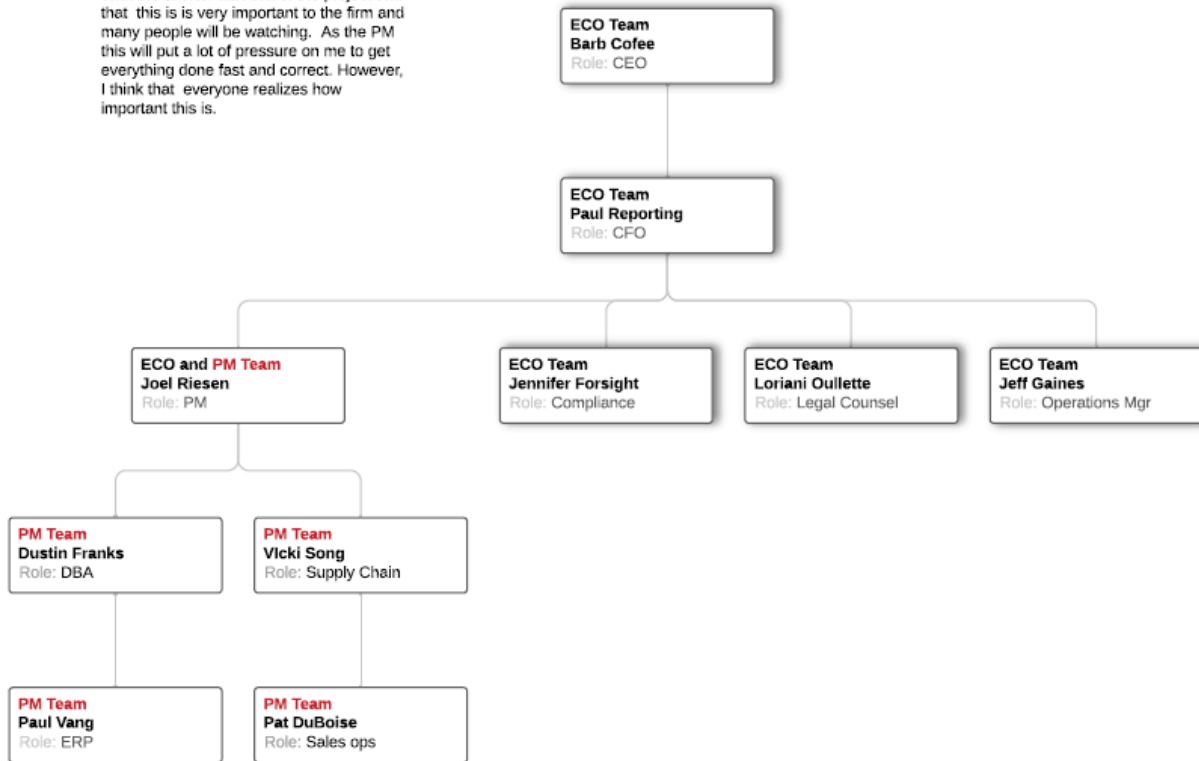 that this is is very important to the firm and
many people will be watching. As the PM
this will put a lot of pressure on me to get
everything done fast and correct. However,
I think that everyone realizes how
important this is.
ECO Team
Barb Cofee
Role: CEO
ECO Team
Paul Reporting
Role: CFO
ECO and PM Team
Joel Riesen
Role: PM
ECO Team
Jennifer Forsight
Role: Compliance
ECO Team
Loriani Oullette
Role: Legal Counsel
ECO Team
Jeff Gaines
Role: Operations Mgr
PM Team
Dustin Franks
Role: DBA
PM Team
VIcki Song
Role: Supply Chain
PM Team
Paul Vang
Role: ERP
PM Team
Pat DuBoise
Role: Sales ops